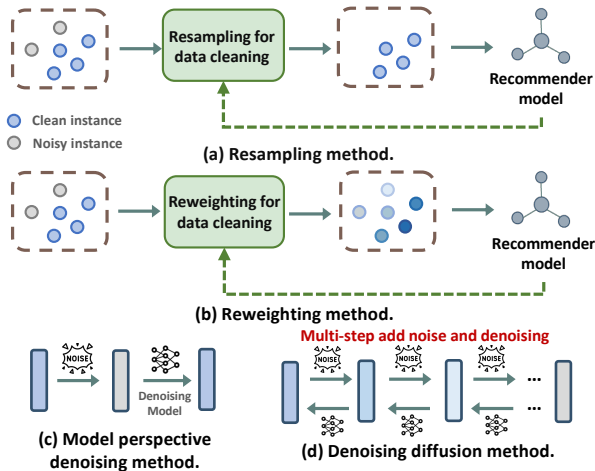 Resampling for
data cleaning
Recommender
model
Clean instance
Noisy instance
(a) Resampling method.
Reweighting for
data cleaning
Recommender
model
(b) Reweighting method.
Multi-step add noise and denoising
NOISE
NOISE
NOISE
NOISE
Denoising
Model
...
...
(c) Model perspective
denoising method.
(d) Denoising diffusion method.